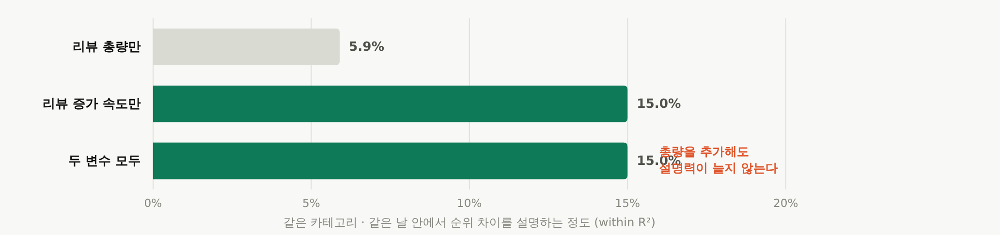 리뷰 총량만
5.9%
리뷰 증가 속도만
15.0%
두 변수 모두
15.0%
총량을 추가해도
설명력이 늘지 않는다
0%
5%
10%
15%
20%
같은 카테고리 · 같은 날 안에서 순위 차이를 설명하는 정도 (within R²)